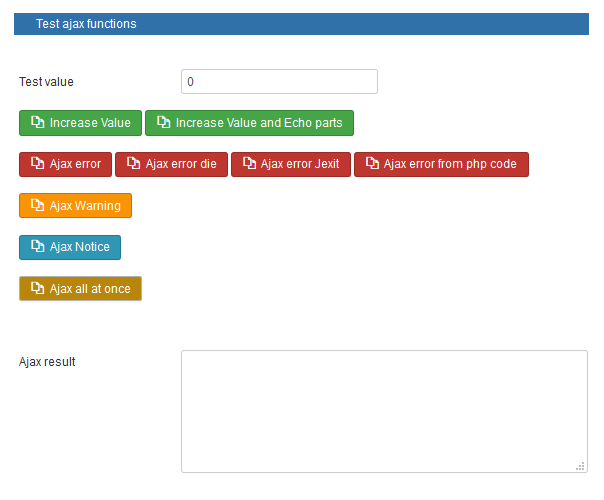 Test ajax functions
Test value 0
Increase Value Increase Value and Echo parts
Ajax error Ajax error die Ajax error Jexit Ajax error from php code
Ajax Warning
Ajax Notice
Ajax all at once
Ajax result